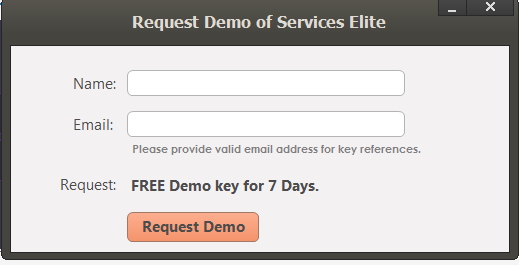 Request Demo of Services Elite
Name:
Email:
Please provide valid email address for key references.
Request: FREE Demo key for 7 Days.
Request Demo